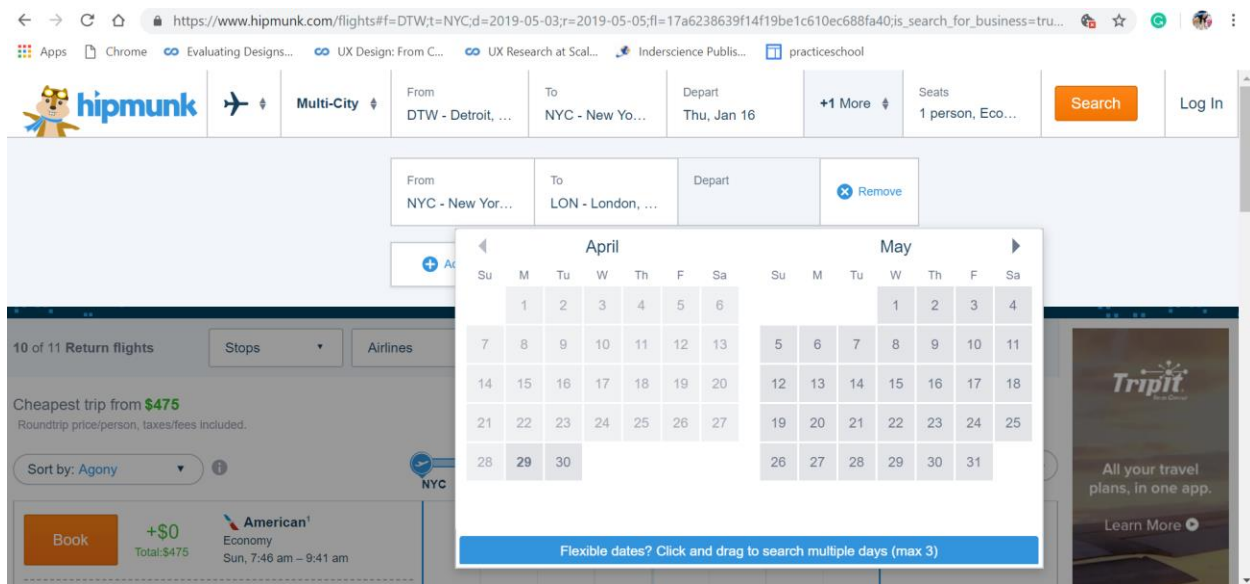 https://www.hipmunk.com/flights#f=DTW;t=NYC;d=2019-05-03;r=2019-05-05;fl=17a6238639f14f19be1c610ec688fa40;is_search_for_business=tru...
Apps Chrome Evaluating Designs... UX Design: From C... UX Research at Scal... Inderscience Publis... practiceschool
hipmunk Multi-City From To Depart +1 More Seats Search Log In
DTW - Detroit, ... NYC - New Yo... Thu, Jan 16 1 person, Eco...
From To Depart Remove
NYC - New Yor... LON - London, ...
April May
Su M Tu W Th F Sa Su M Tu W Th F Sa
1 2 3 4 5 6 1 2 3 4
7 8 9 10 11 12 13 5 6 7 8 9 10 11
14 15 16 17 18 19 20 12 13 14 15 16 17 18
21 22 23 24 25 26 27 19 20 21 22 23 24 25
28 29 30 26 27 28 29 30 31
Flexible dates? Click and drag to search multiple days (max 3)
10 of 11 Return flights Stops Airlines
Cheapest trip from $475
Roundtrip price/person, taxes/fees included.
Sort by: Agony
NYC
Book +$0 Total:$475
American¹
Economy
Sun, 7:46 am – 9:41 am
TripIt
All your travel
plans, in one app.
Learn More